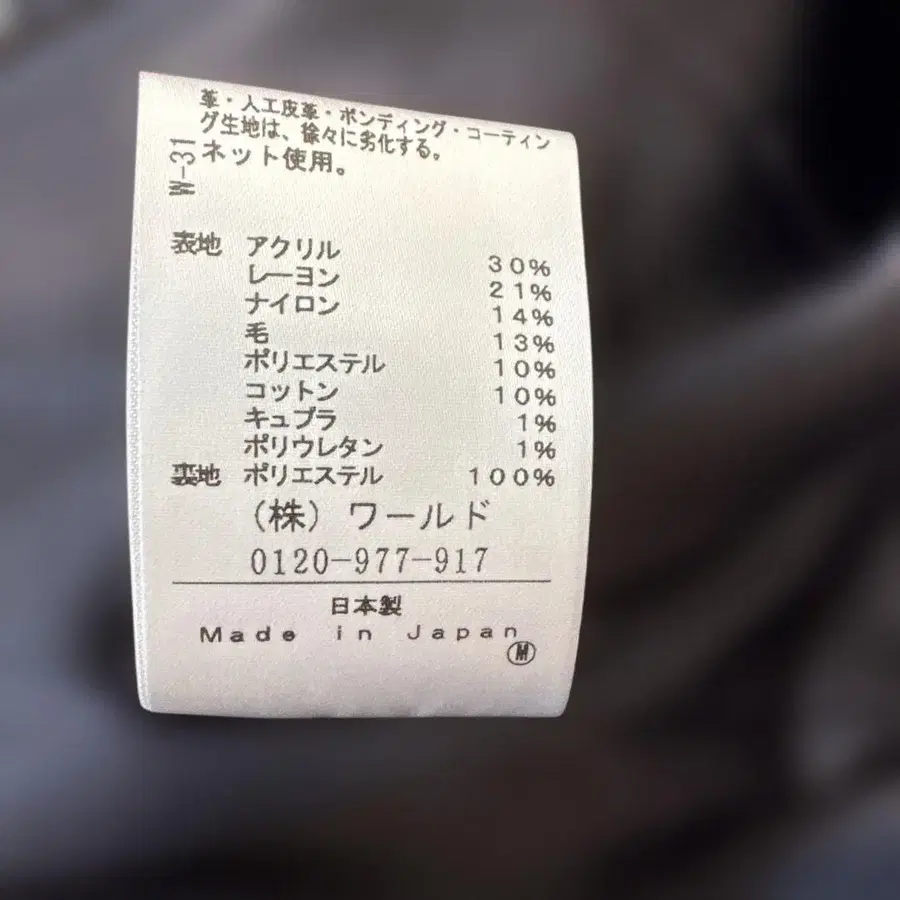 革・人工皮革・ボンディング・コーティン
グ生地は、徐々に劣化する。
ネット使用。
W-31
表地 アクリル 30%
レーヨン 21%
ナイロン 14%
毛 13%
ポリエステル 10%
コットン 10%
キュプラ 1%
ポリウレタン 1%
裏地 ポリエステル 100%
(株) ワールド
0120-977-917
日本製
Made in Japan
M